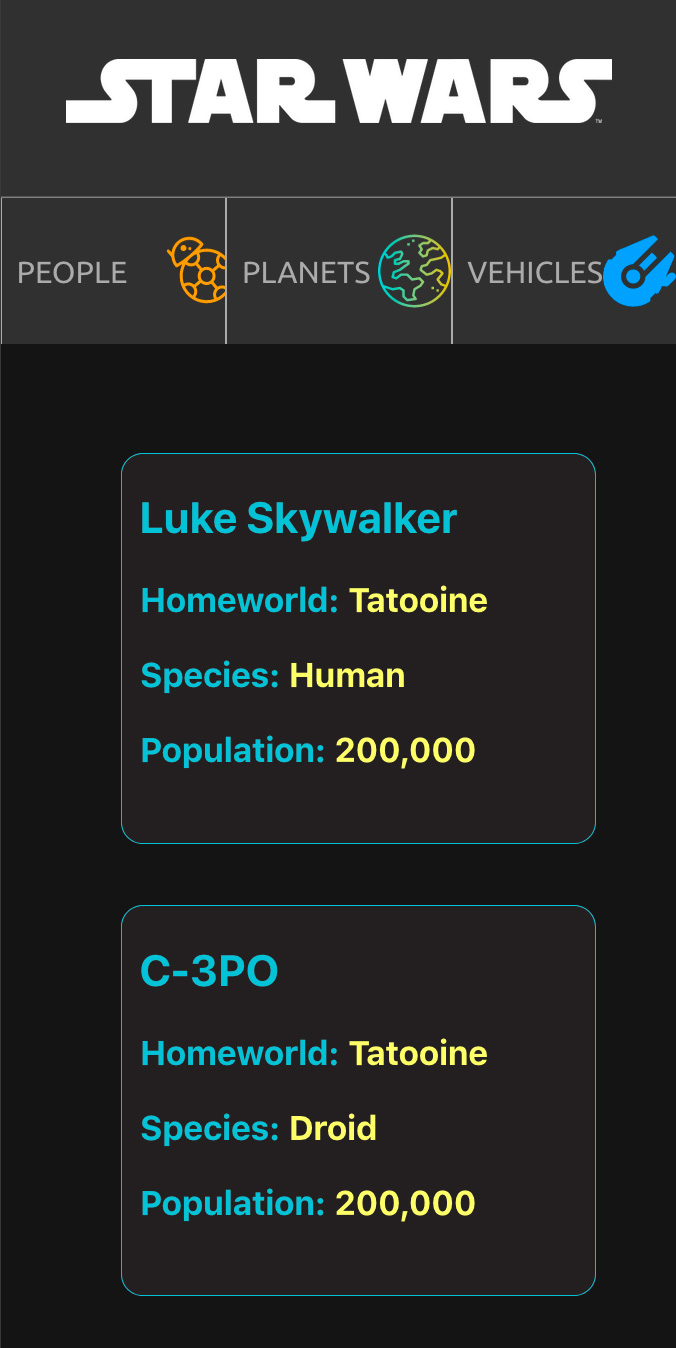 STAR WARS™
PEOPLE PLANETS VEHICLES
Luke Skywalker
Homeworld: Tatooine
Species: Human
Population: 200,000
C-3PO
Homeworld: Tatooine
Species: Droid
Population: 200,000